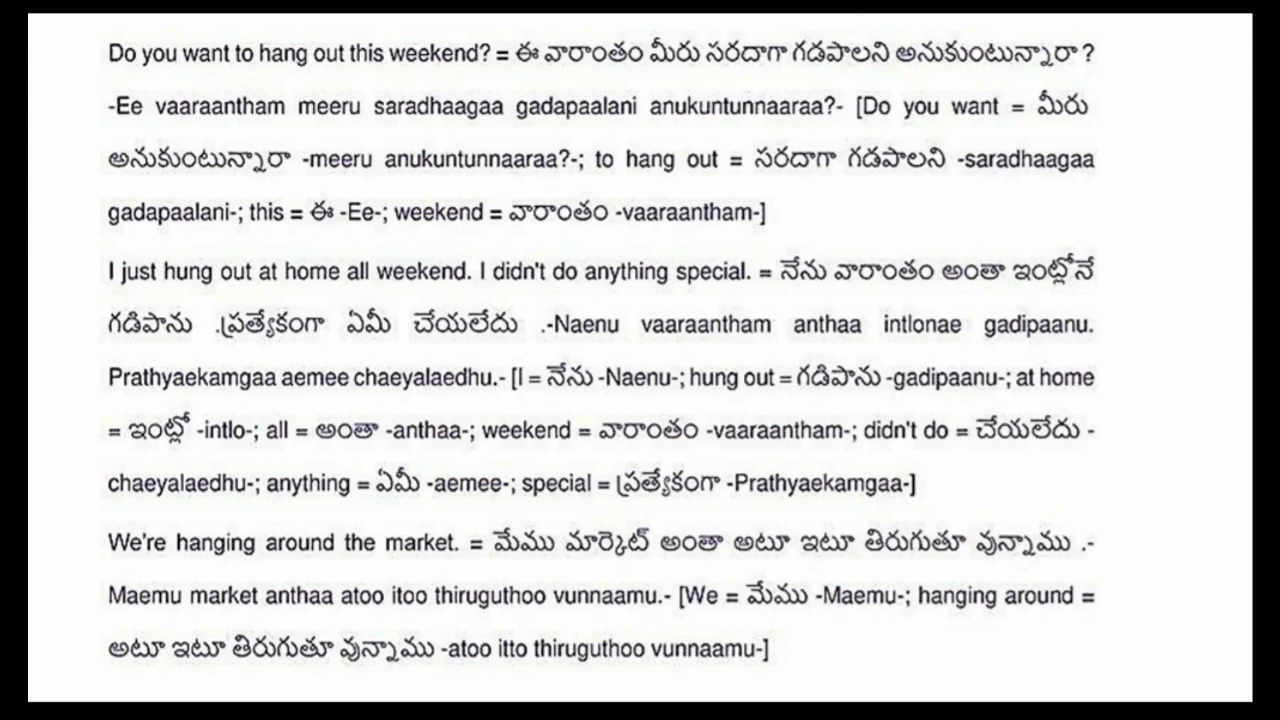 Do you want to hang out this weekend? = ఈ వారాంతం మీరు సరదాగా గడపాలని అనుకుంటున్నారా ?
-Ee vaaraantham meeru saradhaagaa gadapaalani anukuntunnaaraa?- [Do you want = మీరు
అనుకుంటున్నారా -meeru anukuntunnaaraa?-; to hang out = సరదాగా గడపాలని -saradhaagaa
gadapaalani-; this = ఈ -Ee-; weekend = వారాంతం -vaaraantham-]
I just hung out at home all weekend. I didn't do anything special. = నేను వారాంతం అంతా ఇంట్లోనే
గడిపాను .ప్రత్యేకంగా ఏమీ చేయలేదు .-Naenu vaaraantham anthaa intlonae gadipaanu.
Prathyaekamgaa aemee chaeyalaedhu.- [I = నేను -Naenu-; hung out = గడిపాను -gadipaanu-; at home
= ఇంట్లో -intlo-; all = అంతా -anthaa-; weekend = వారాంతం -vaaraantham-; didn't do = చేయలేదు -
chaeyalaedhu-; anything = ఏమీ -aemee-; special = ప్రత్యేకంగా -Prathyaekamgaa-]
We're hanging around the market. = మేము మార్కెట్ అంతా అటూ ఇటూ తిరుగుతూ వున్నాము .-
Maemu market anthaa atoo itoo thiruguthoo vunnaamu.- [We = మేము -Maemu-; hanging around =
అటూ ఇటూ తిరుగుతూ వున్నాము -atoo itto thiruguthoo vunnaamu-]